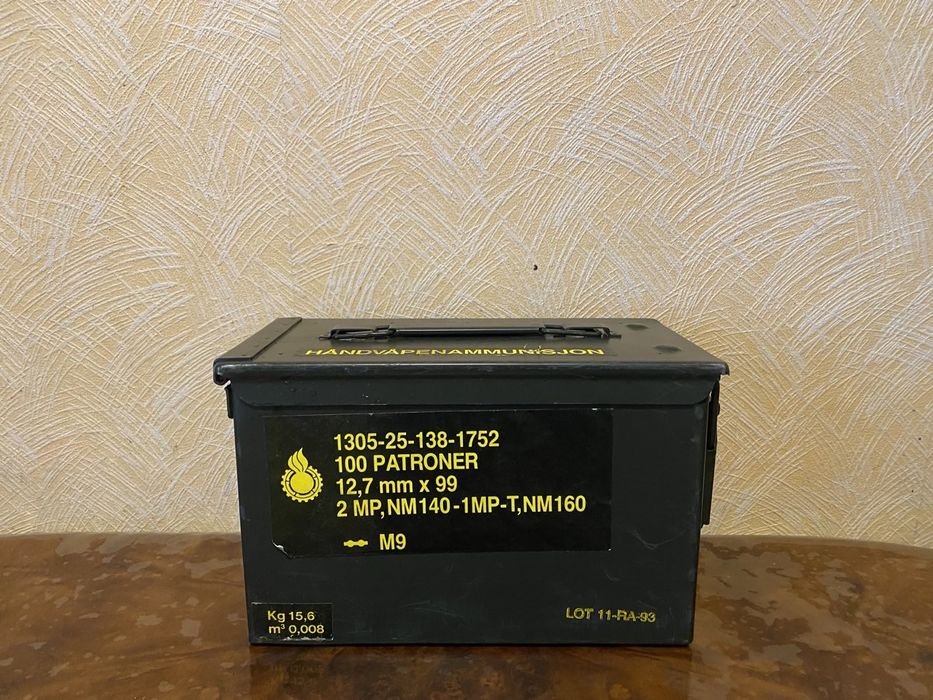 HÅNDVÅPENAMMUNISJON
1305-25-138-1752
100 PATRONER
12,7 mm x 99
2 MP,NM140-1MP-T,NM160
M9
Kg 15,6
m³ 0,008
LOT 11-RA-93